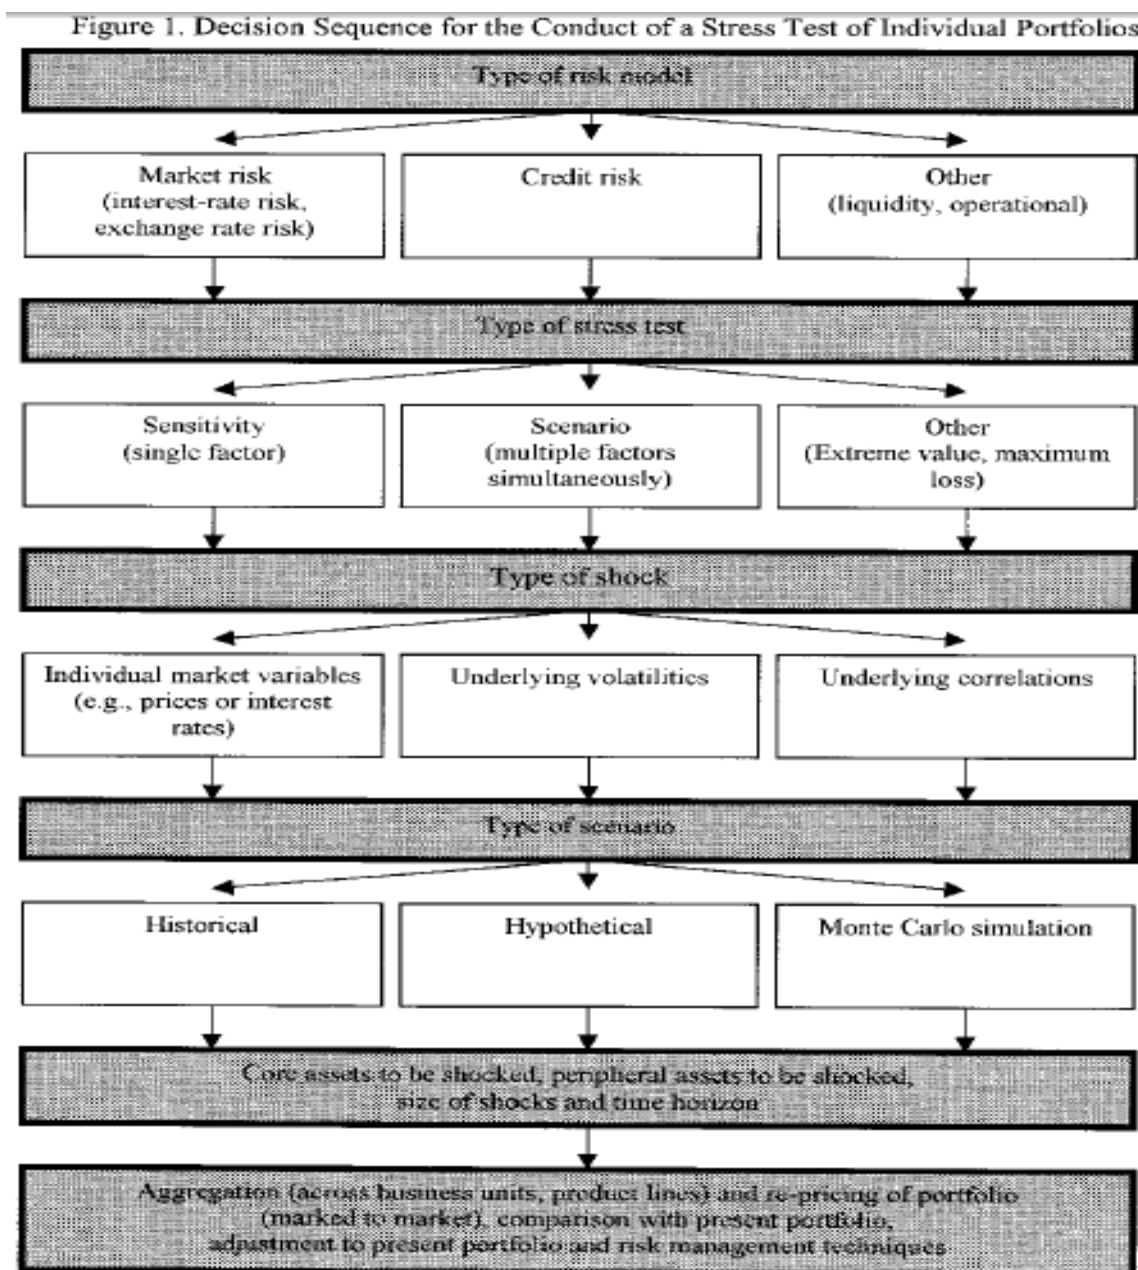 Figure 1. Decision Sequence for the Conduct of a Stress Test of Individual Portfolios
Type of risk model
Market risk
(interest-rate risk,
exchange rate risk)
Credit risk
Other
(liquidity, operational)
Type of stress test
Sensitivity
(single factor)
Scenario
(multiple factors
simultaneously)
Other
(Extreme value, maximum
loss)
Type of shock
Individual market variables
(e.g., prices or interest
rates)
Underlying volatilities
Underlying correlations
Type of scenario
Historical
Hypothetical
Monte Carlo simulation
Core assets to be shocked, peripheral assets to be shocked,
size of shocks and time horizon
Aggregation (across business units, product lines) and re-pricing of portfolio
(marked to market), comparison with present portfolio,
adjustment to present portfolio and risk management techniques